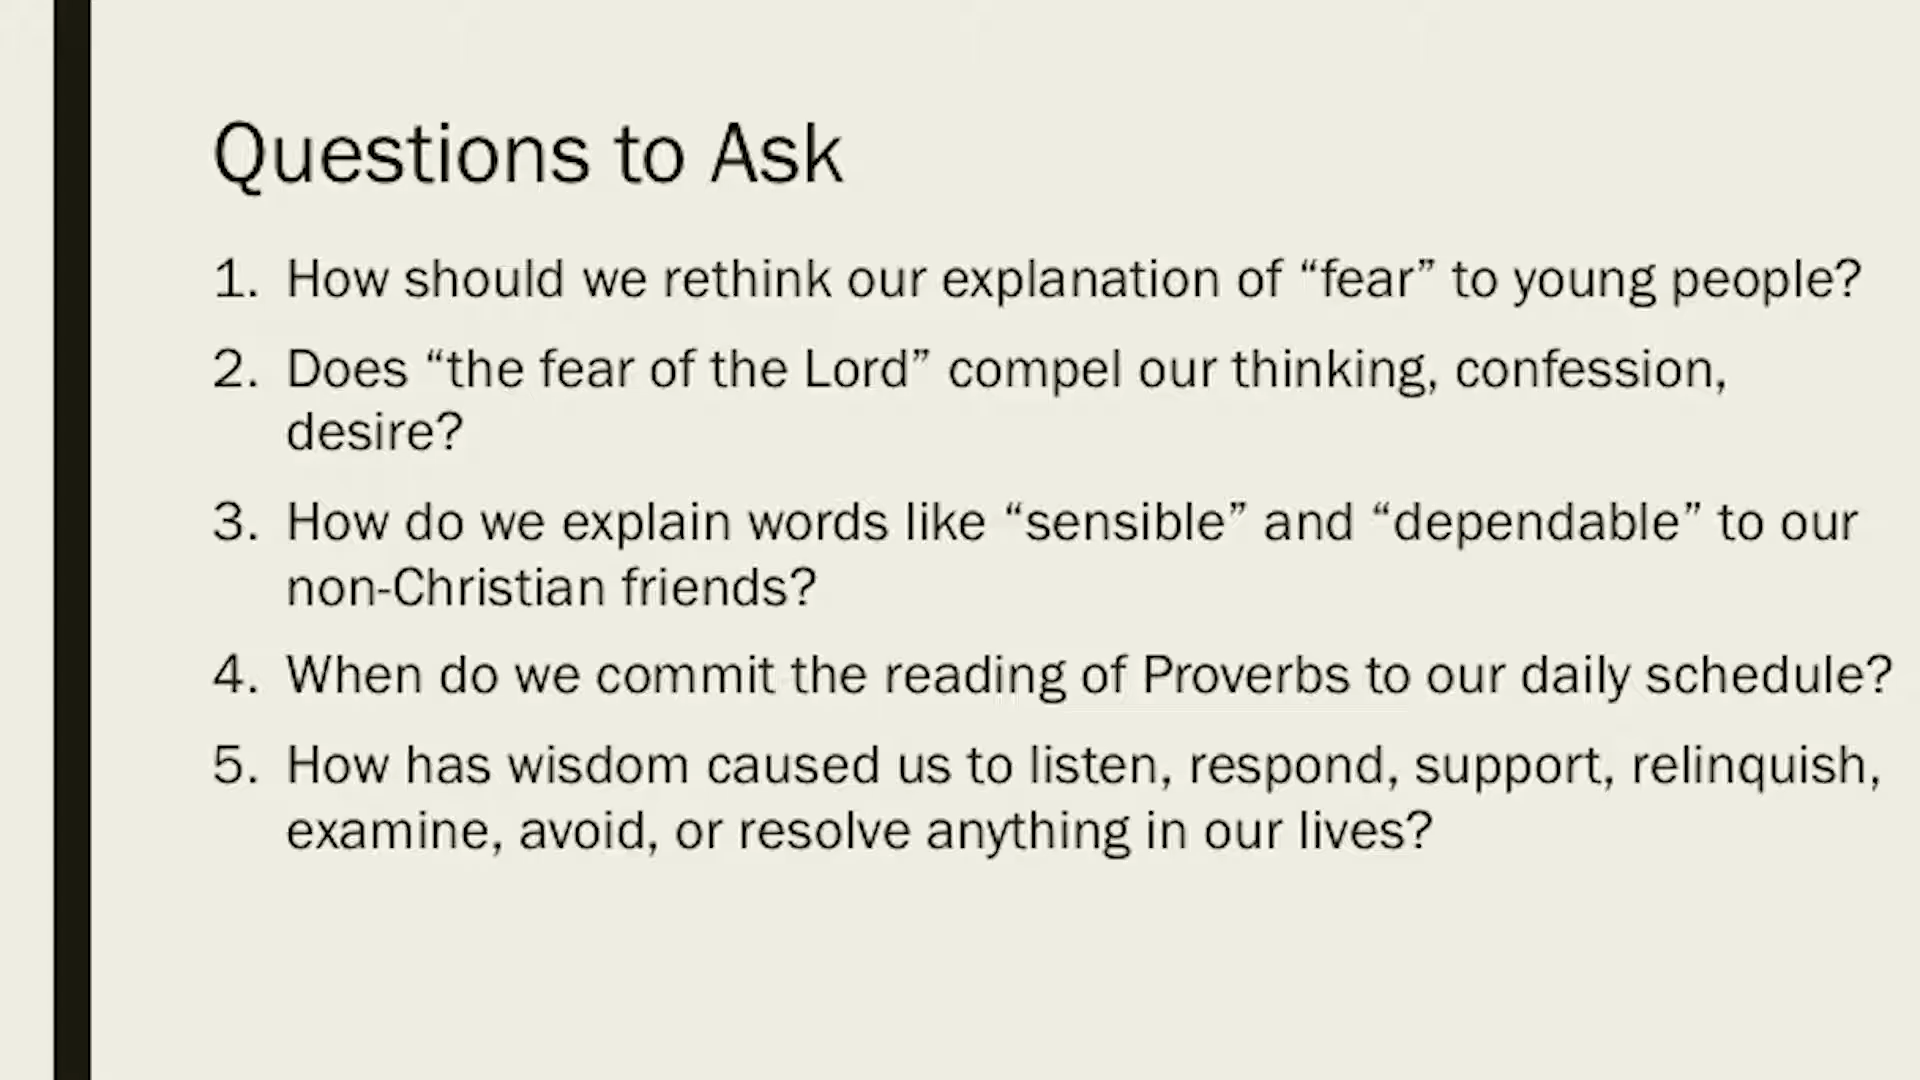 Questions to Ask
1. How should we rethink our explanation of “fear” to young people?
2. Does “the fear of the Lord” compel our thinking, confession,
desire?
3. How do we explain words like “sensible” and “dependable” to our
non-Christian friends?
4. When do we commit the reading of Proverbs to our daily schedule?
5. How has wisdom caused us to listen, respond, support, relinquish,
examine, avoid, or resolve anything in our lives?